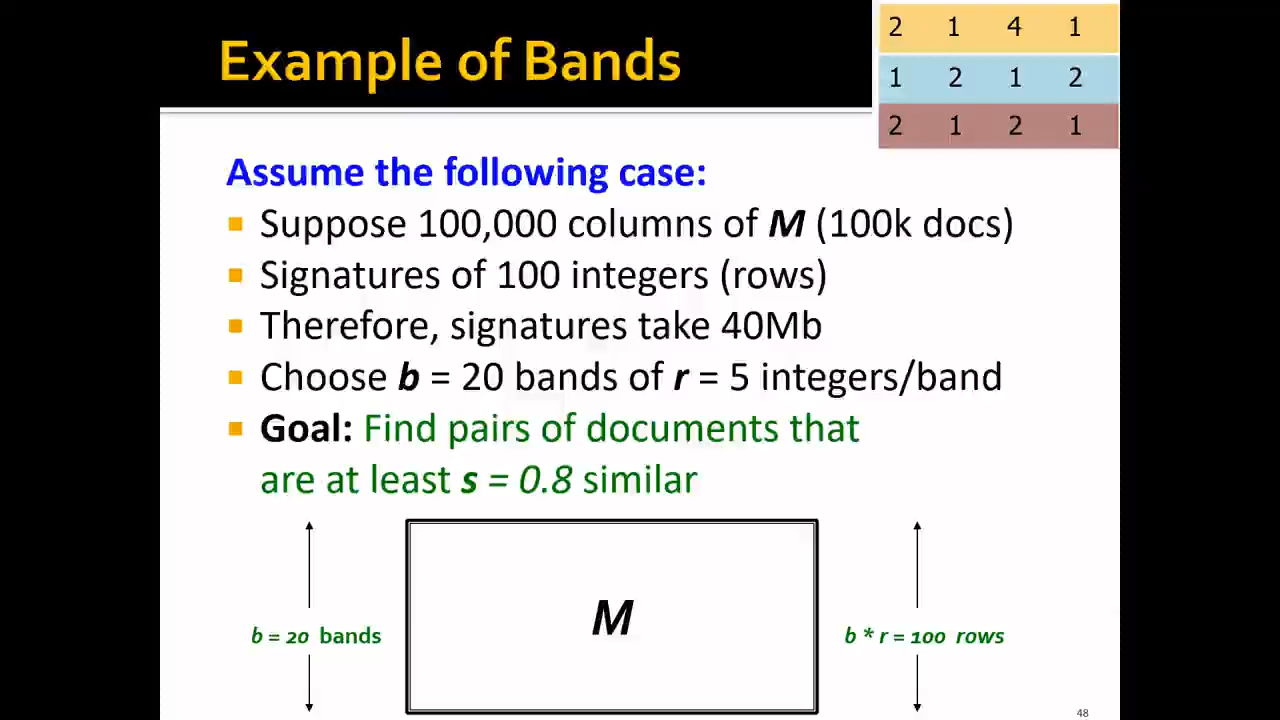 Example of Bands
2 1 4 1
1 2 1 2
2 1 2 1
Assume the following case:
Suppose 100,000 columns of M (100k docs)
Signatures of 100 integers (rows)
Therefore, signatures take 40Mb
Choose b = 20 bands of r = 5 integers/band
Goal: Find pairs of documents that
are at least s = 0.8 similar
M
b = 20 bands
b * r = 100 rows
48